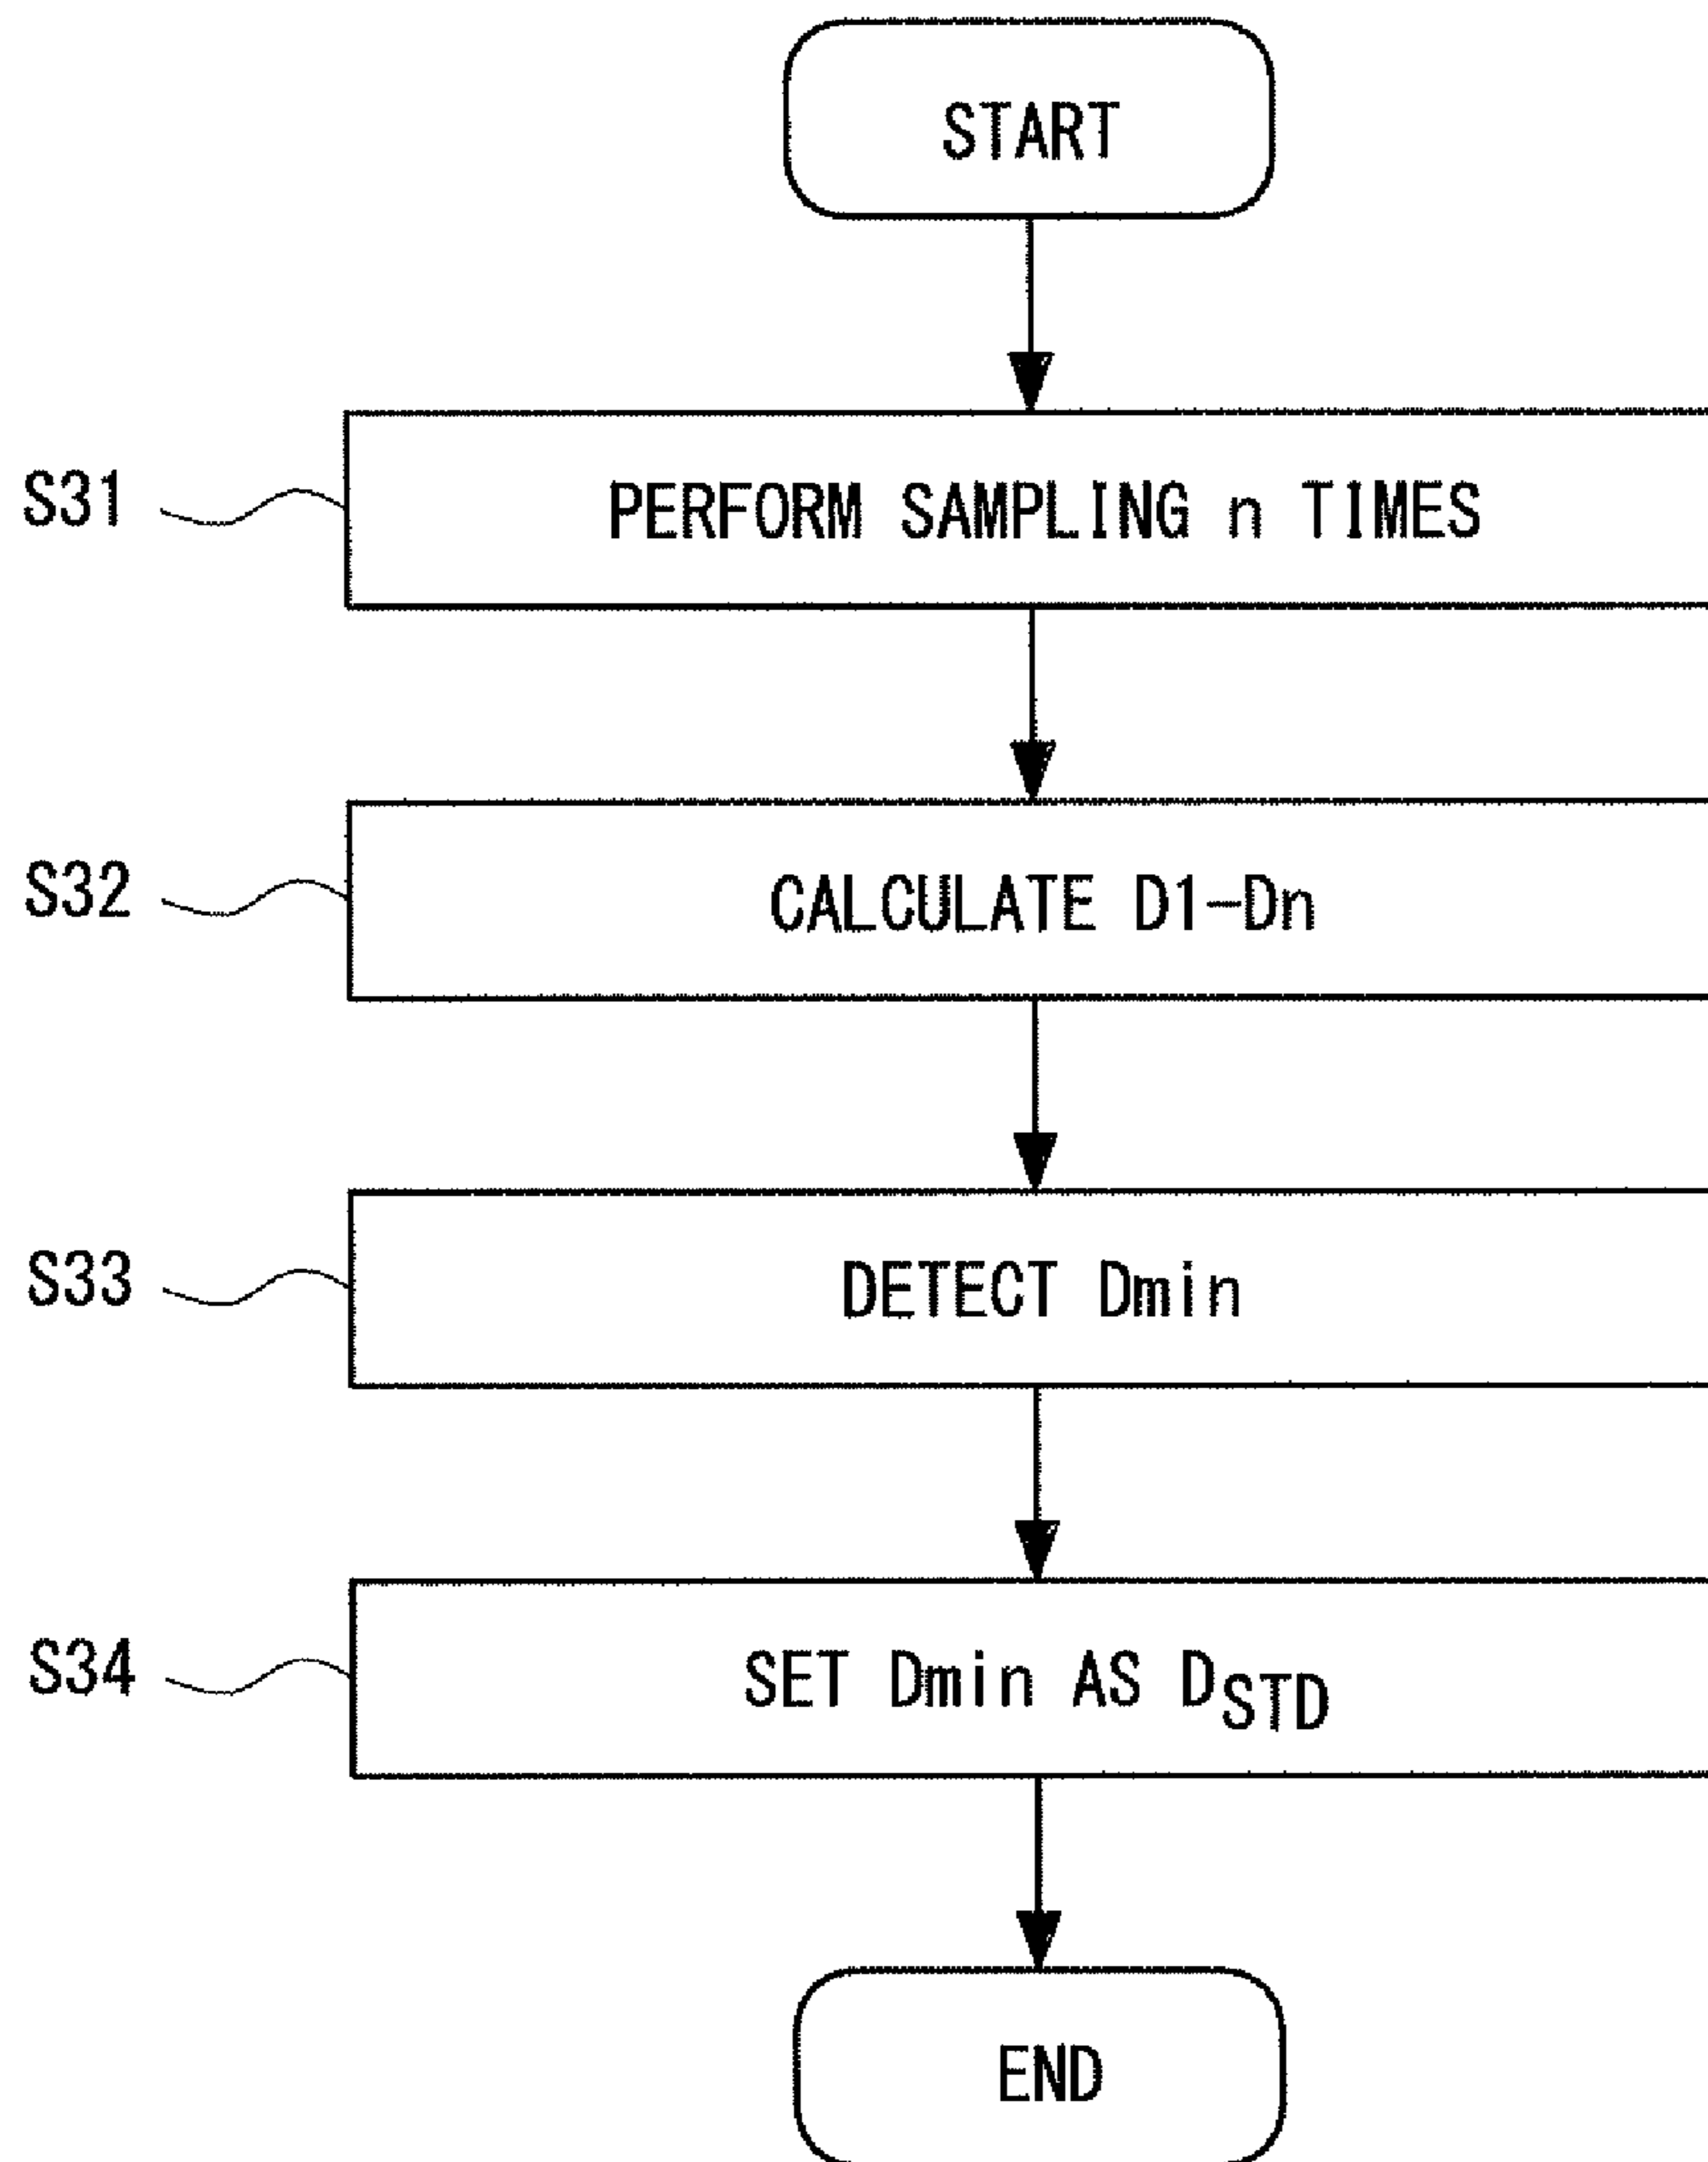 START
S31 PERFORM SAMPLING n TIMES
S32 CALCULATE D1-Dn
S33 DETECT Dmin
S34 SET Dmin AS DSTD
END